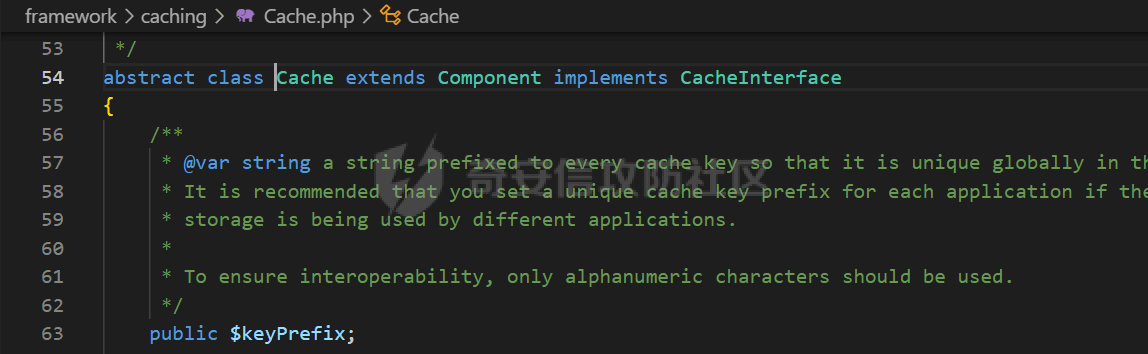 framework > caching > Cache.php > Cache
53 */
54 abstract class Cache extends Component implements CacheInterface
55 {
56 /**
57 * @var string a string prefixed to every cache key so that it is unique globally in th
58 * It is recommended that you set a unique cache key prefix for each application if the
59 * storage is being used by different applications.
60 *
61 * To ensure interoperability, only alphanumeric characters should be used.
62 */
63 public $keyPrefix;
奇安信攻防社区